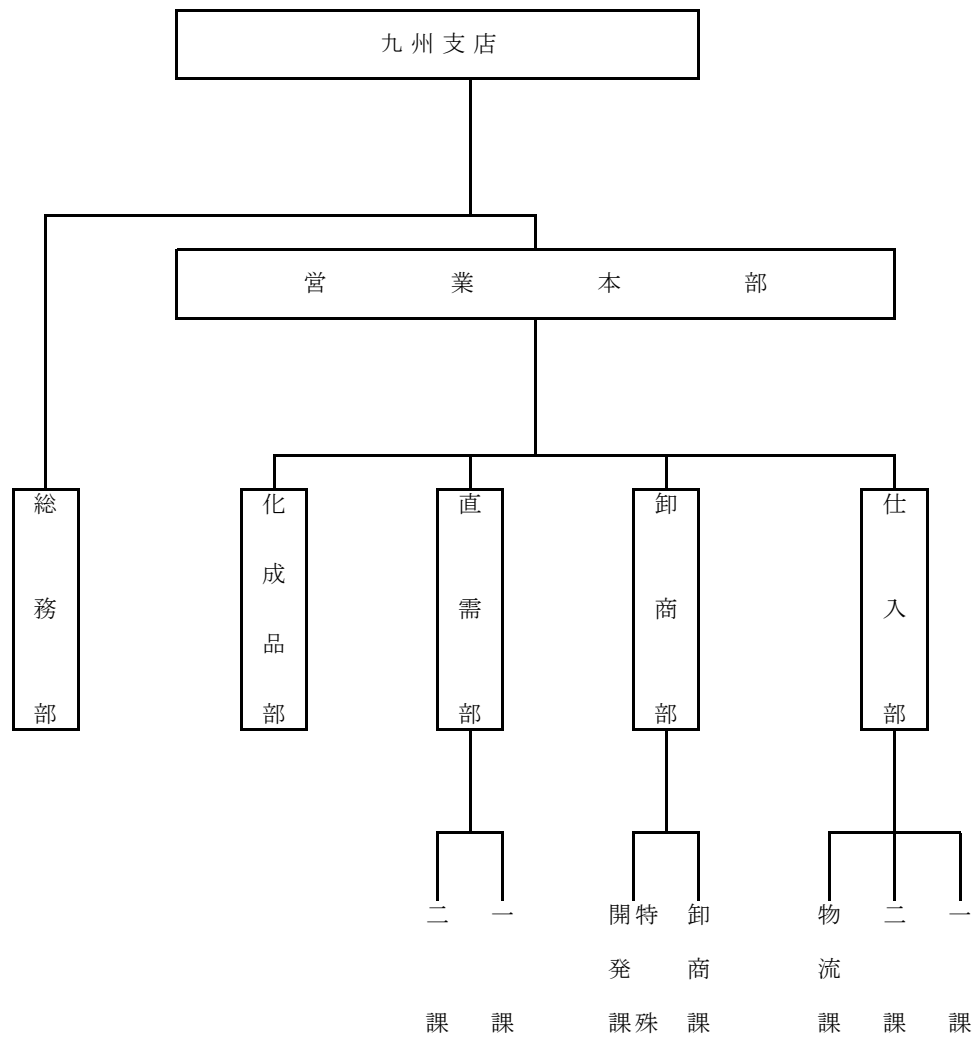 九州支店
営業本部
総務部
化成品部
直需部
卸商部
仕入部
二課
一課
特殊
開発課
卸商課
物流課
二課
一課